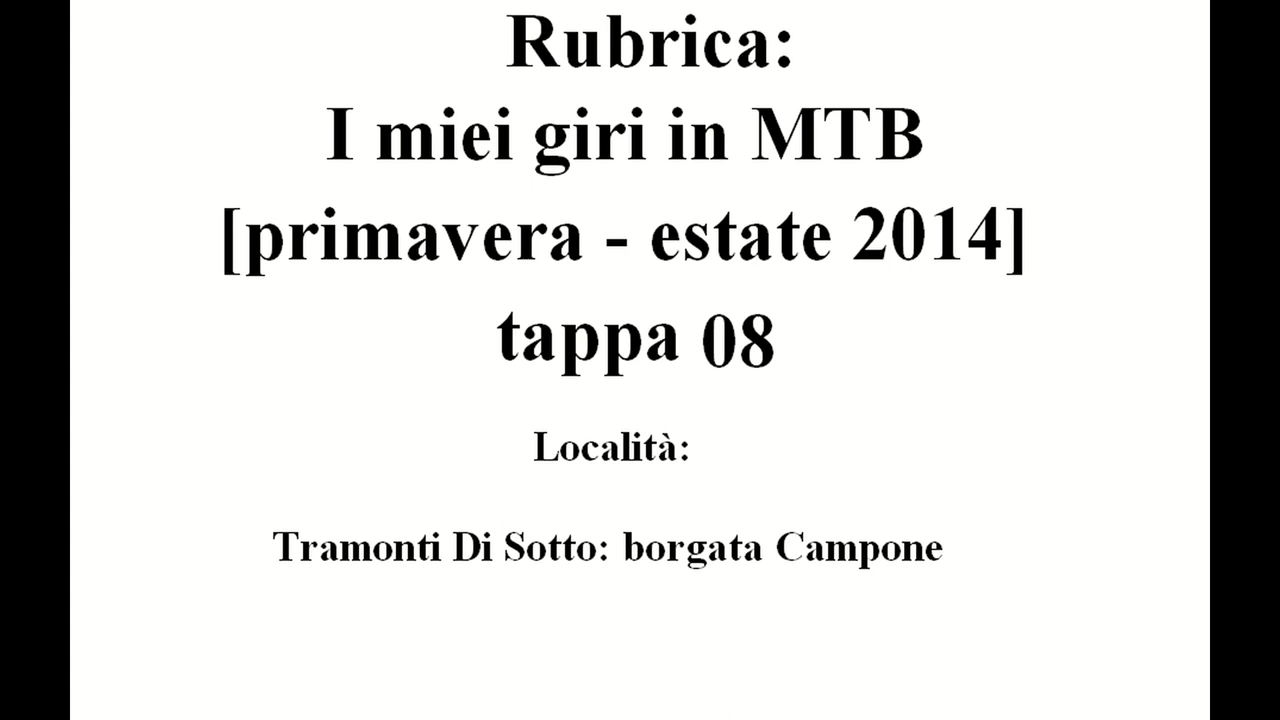 Rubrica:
I miei giri in MTB
[primavera - estate 2014]
tappa 08
Località:
Tramonti Di Sotto: borgata Campone